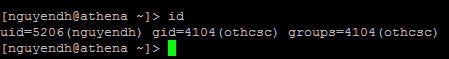 [nguyendh@athena ~]> id
uid=5206(nguyendh) gid=4104(othcsc) groups=4104(othcsc)
[nguyendh@athena ~]>